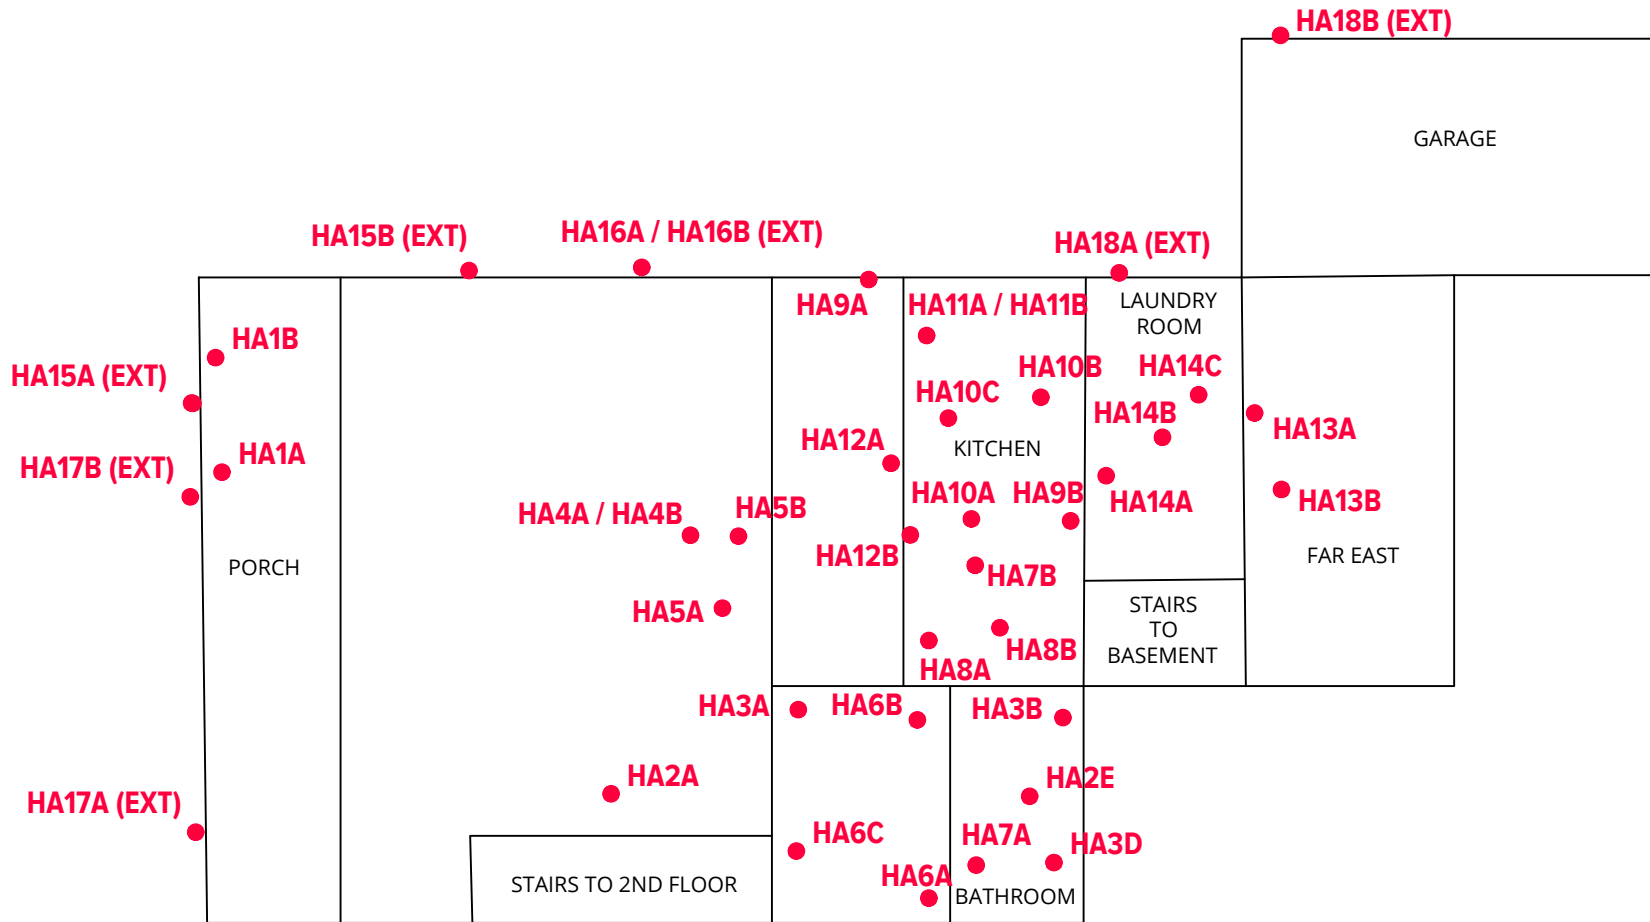 HA18B (EXT)
GARAGE
HA15B (EXT)
HA16A / HA16B (EXT)
HA18A (EXT)
HA9A
HA11A / HA11B
LAUNDRY
ROOM
HA1B
HA15A (EXT)
HA10B
HA14C
HA10C
HA14B
HA13A
HA12A
KITCHEN
HA1A
HA17B (EXT)
HA10A
HA9B
HA14A
HA13B
HA4A / HA4B
HA5B
HA12B
FAR EAST
PORCH
HA7B
HA5A
STAIRS
TO
BASEMENT
HA8B
HA8A
HA3A
HA6B
HA3B
HA2A
HA2E
HA17A (EXT)
HA6C
HA7A
HA3D
HA6A
STAIRS TO 2ND FLOOR
BATHROOM